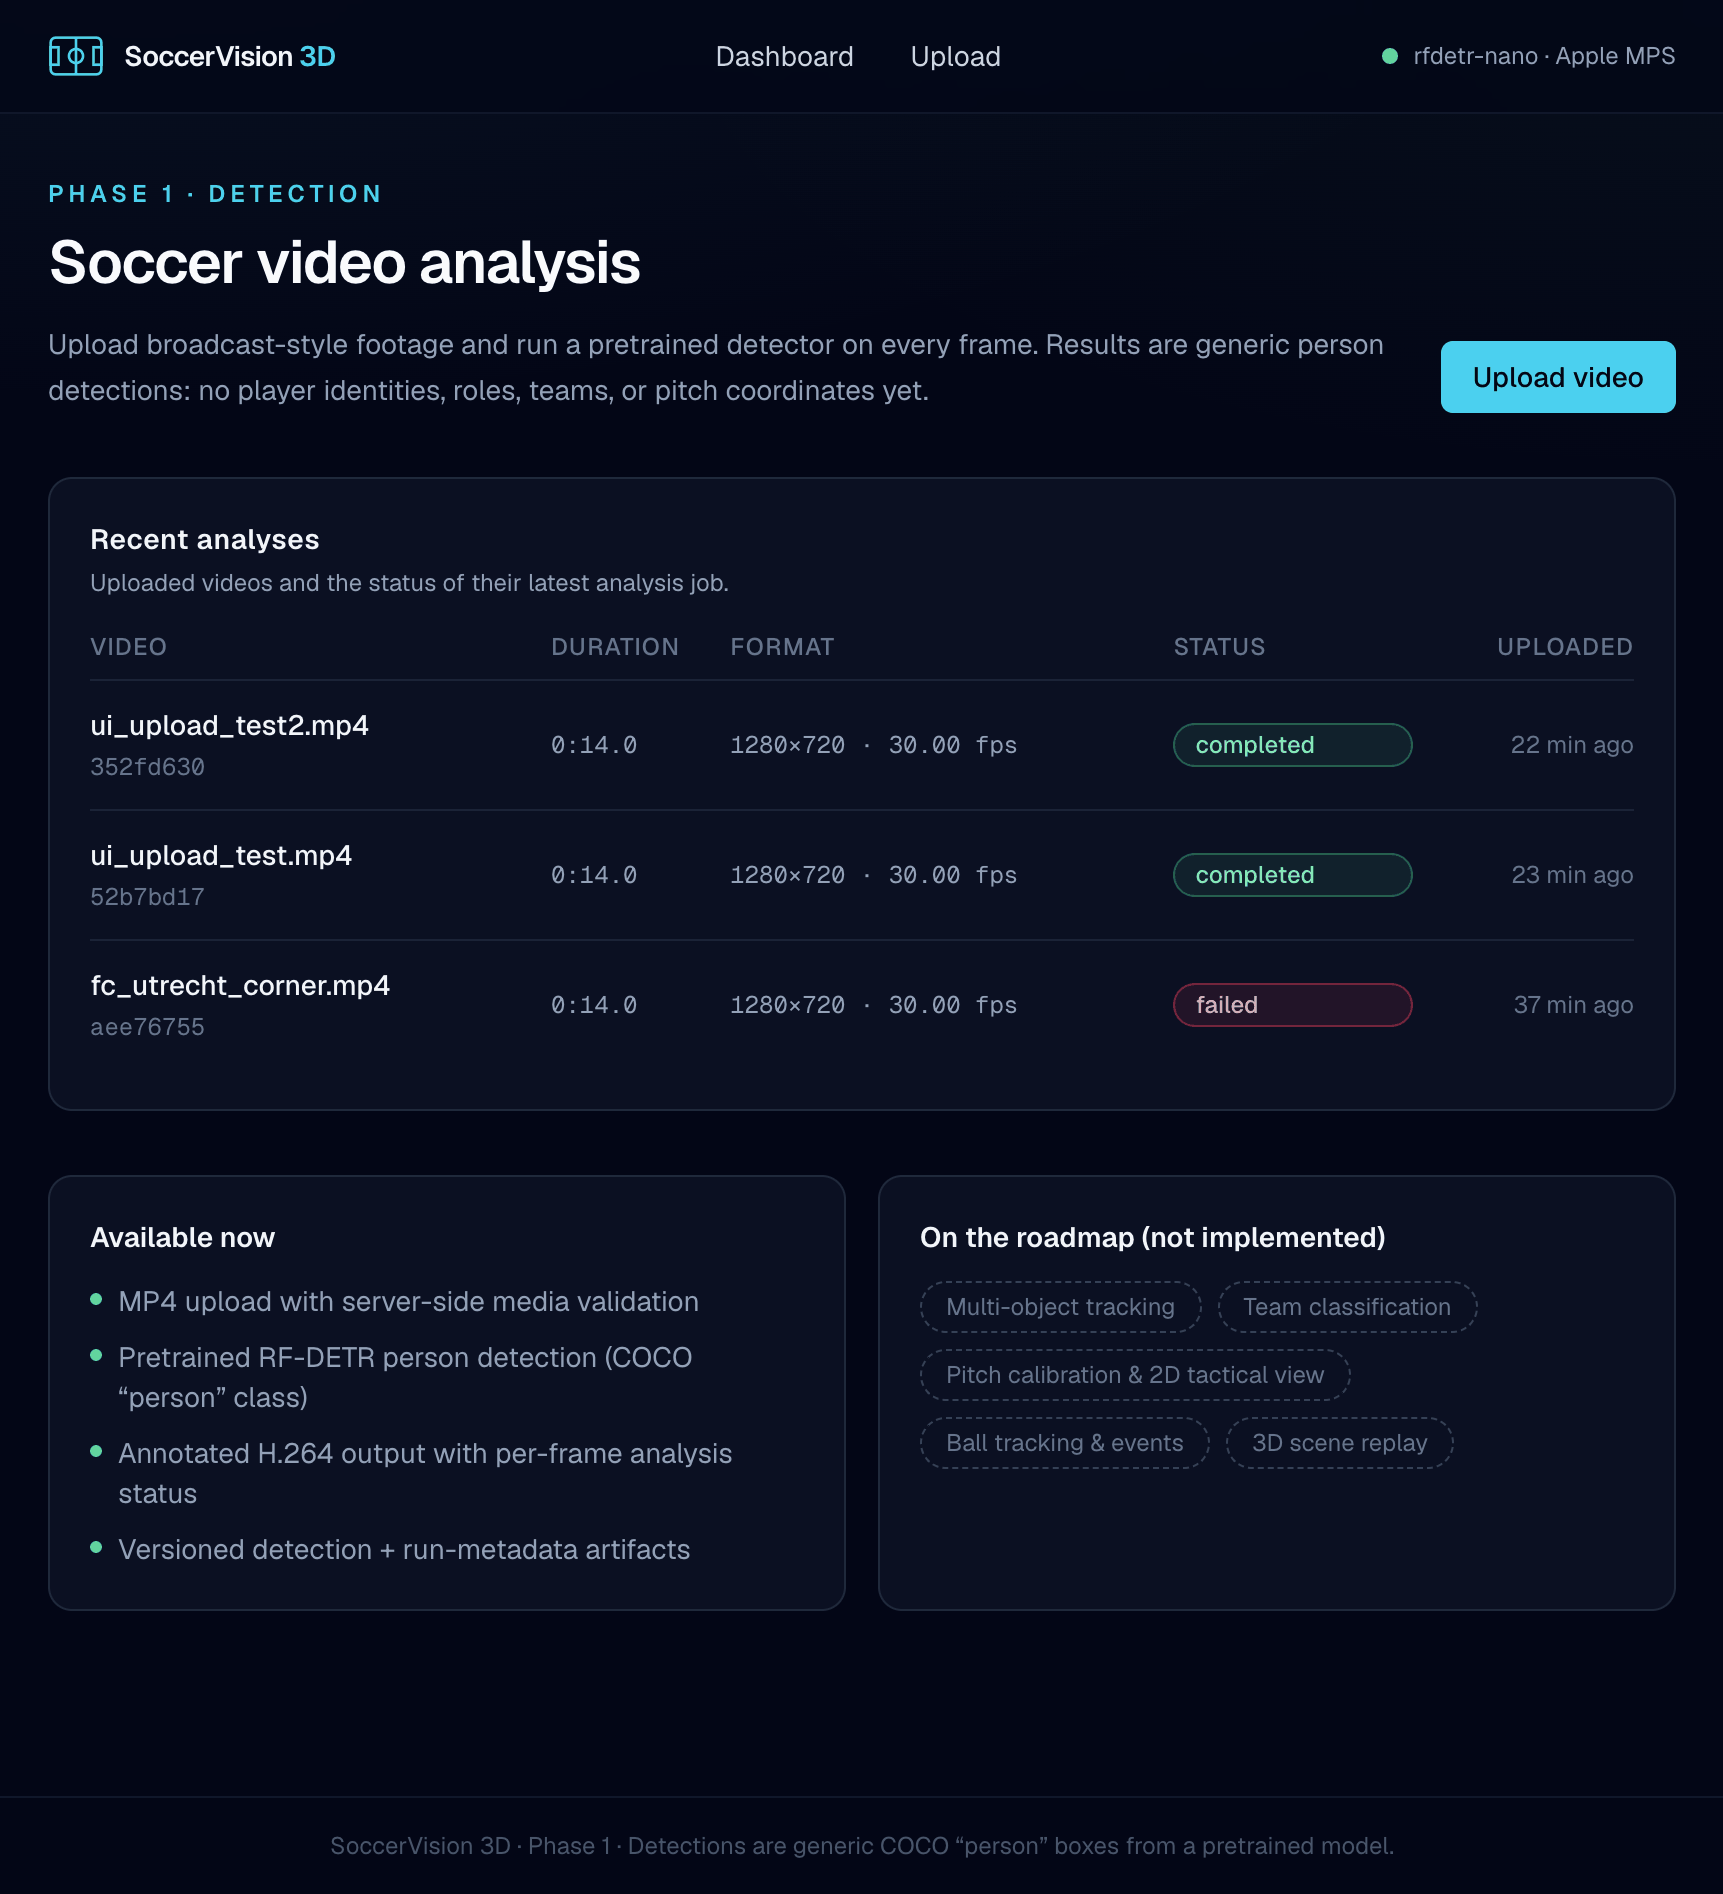 SoccerVision 3D
Dashboard
Upload
rfdetr-nano · Apple MPS
PHASE 1 · DETECTION
Soccer video analysis
Upload broadcast-style footage and run a pretrained detector on every frame. Results are generic person
detections: no player identities, roles, teams, or pitch coordinates yet.
Upload video
Recent analyses
Uploaded videos and the status of their latest analysis job.
VIDEO DURATION FORMAT STATUS UPLOADED
ui_upload_test2.mp4
352fd630
0:14.0 1280×720 · 30.00 fps completed 22 min ago
ui_upload_test.mp4
52b7bd17
0:14.0 1280×720 · 30.00 fps completed 23 min ago
fc_utrecht_corner.mp4
aee76755
0:14.0 1280×720 · 30.00 fps failed 37 min ago
Available now
MP4 upload with server-side media validation
Pretrained RF-DETR person detection (COCO
“person” class)
Annotated H.264 output with per-frame analysis
status
Versioned detection + run-metadata artifacts
On the roadmap (not implemented)
Multi-object tracking
Team classification
Pitch calibration & 2D tactical view
Ball tracking & events
3D scene replay
SoccerVision 3D · Phase 1 · Detections are generic COCO “person” boxes from a pretrained model.